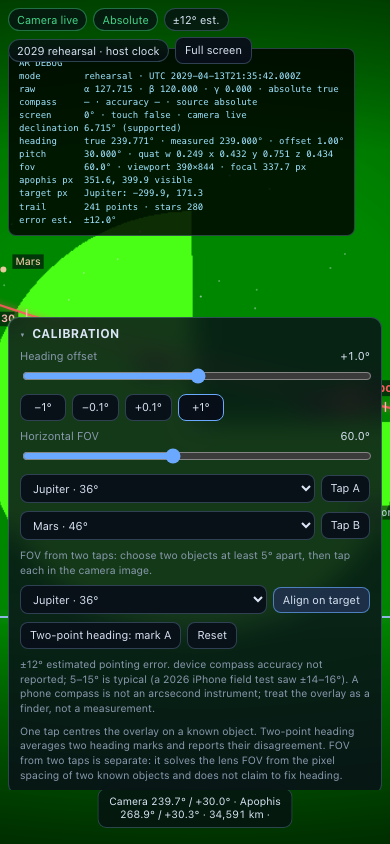 Camera live Absolute ±12° est.
2029 rehearsal · host clock Full screen
AR DEBUG
mode rehearsal · UTC 2029-04-13T21:35:42.000Z
raw α 127.715 · β 120.000 · γ 0.000 · absolute true
compass — · accuracy — · source absolute
screen 0° · touch false · camera live
declination 6.715° (supported)
heading true 239.771° · measured 239.000° · offset 1.00°
pitch 30.000° · quat w 0.249 x 0.432 y 0.751 z 0.434
fov 60.0° · viewport 390×844 · focal 337.7 px
apophis px 351.6, 399.9 visible
target px Jupiter: −299.9, 171.3
trail 241 points · stars 280
error est. ±12.0°
Mars
30
▾ CALIBRATION
Heading offset +1.0°
−1° −0.1° +0.1° +1°
Horizontal FOV 60.0°
Jupiter · 36° Tap A
Mars · 46° Tap B
FOV from two taps: choose two objects at least 5° apart, then tap
each in the camera image.
Jupiter · 36° Align on target
Two-point heading: mark A Reset
±12° estimated pointing error. device compass accuracy not
reported; 5–15° is typical (a 2026 iPhone field test saw ±14–16°). A
phone compass is not an arcsecond instrument; treat the overlay as a
finder, not a measurement.
One tap centres the overlay on a known object. Two-point heading
averages two heading marks and reports their disagreement. FOV
from two taps is separate: it solves the lens FOV from the pixel
spacing of two known objects and does not claim to fix heading.
Camera 239.7° / +30.0° · Apophis
268.9° / +30.3° · 34,591 km ·